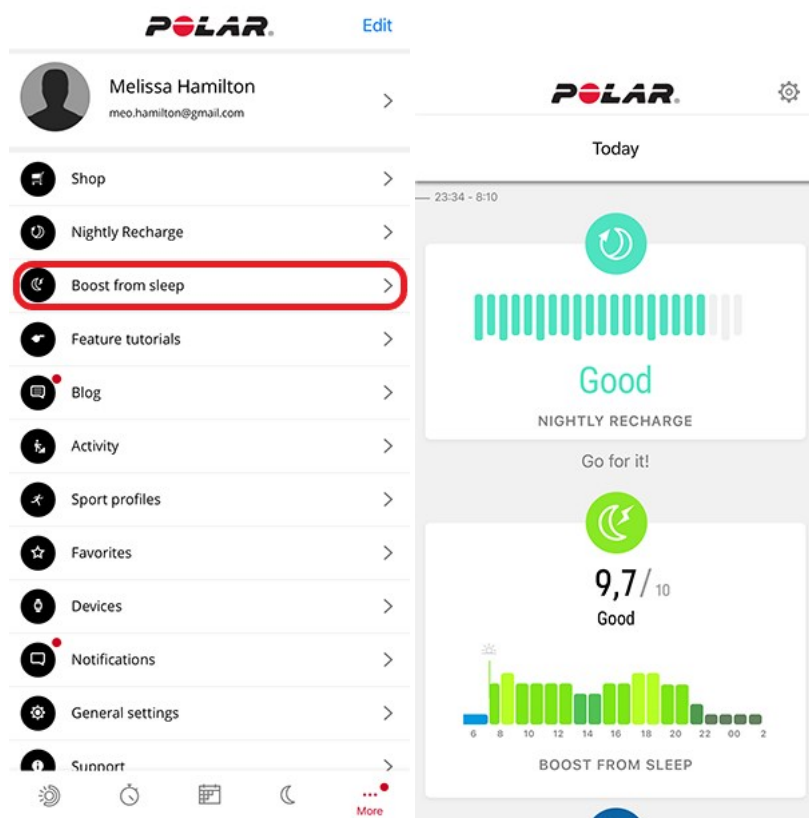 POLAR.
Edit
Melissa Hamilton
meo.hamilton@gmail.com
Shop
Nightly Recharge
Boost from sleep
Feature tutorials
Blog
Activity
Sport profiles
Favorites
Devices
Notifications
General settings
Support
More
POLAR.
Today
23:34 - 8:10
Good
NIGHTLY RECHARGE
Go for it!
9,7/ 10
Good
6 8 10 12 14 16 18 20 22 00 2
BOOST FROM SLEEP